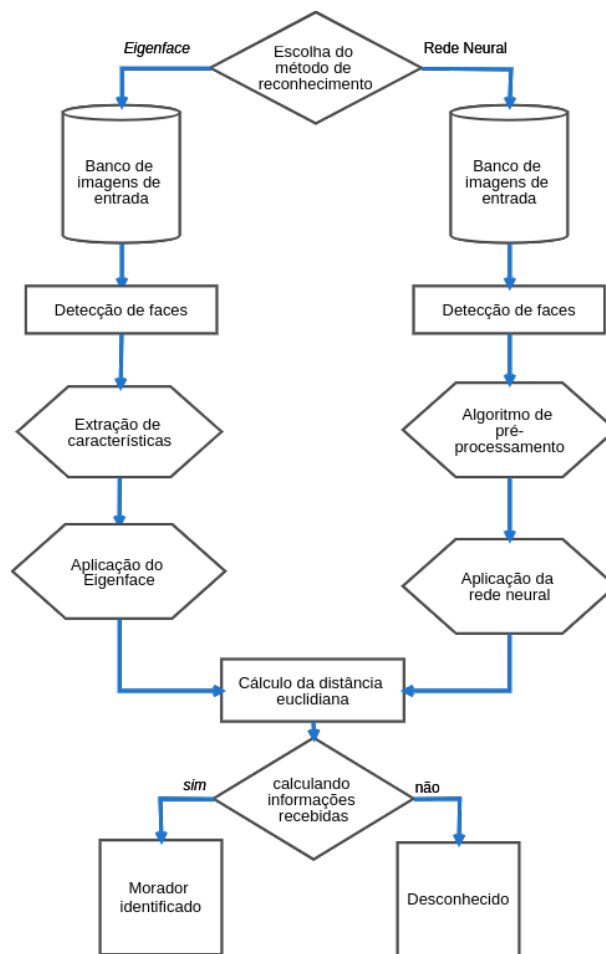 Eigenface
Escolha do
método de
reconhecimento
Rede Neural
Banco de
imagens de
entrada
Banco de
imagens de
entrada
Detecção de faces
Detecção de faces
Extração de
características
Algoritmo de
pré-
processamento
Aplicação do
Eigenface
Aplicação da
rede neural
Cálculo da distância
euclidiana
sim
calculando
informações
recebidas
não
Morador
identificado
Desconhecido